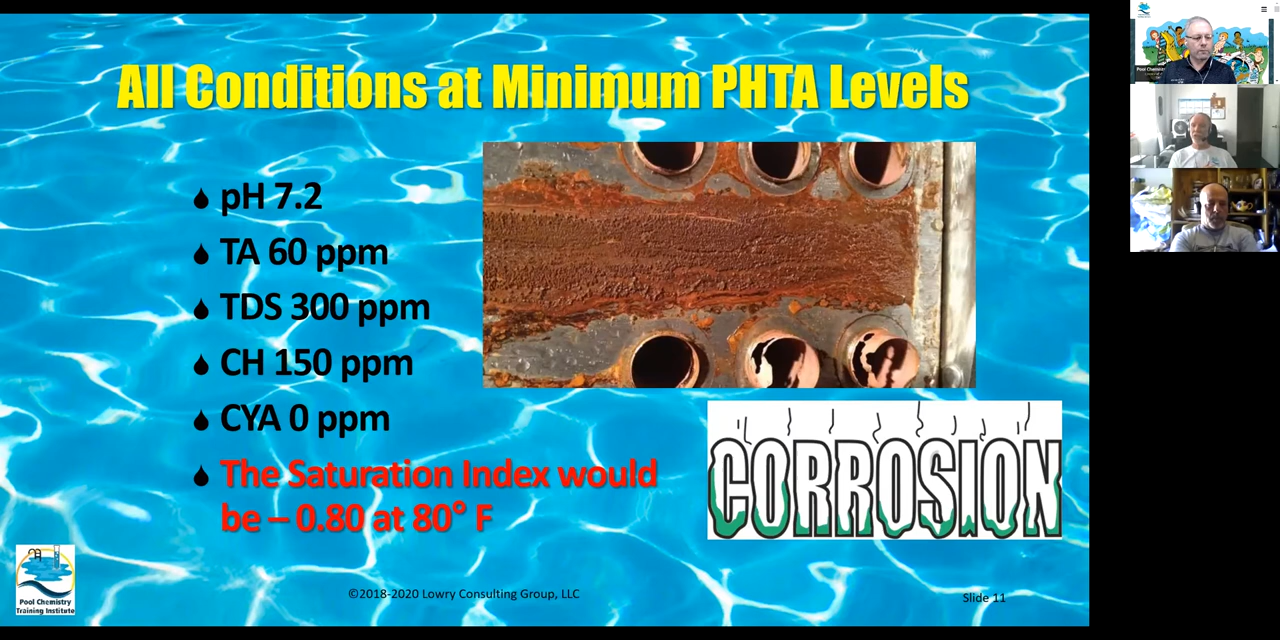 All Conditions at Minimum PHTA Levels
pH 7.2
TA 60 ppm
TDS 300 ppm
CH 150 ppm
CYA 0 ppm
The Saturation Index would
be – 0.80 at 80° F
CORROSION
Pool Chemistry
Training Institute
©2018-2020 Lowry Consulting Group, LLC
Slide 11